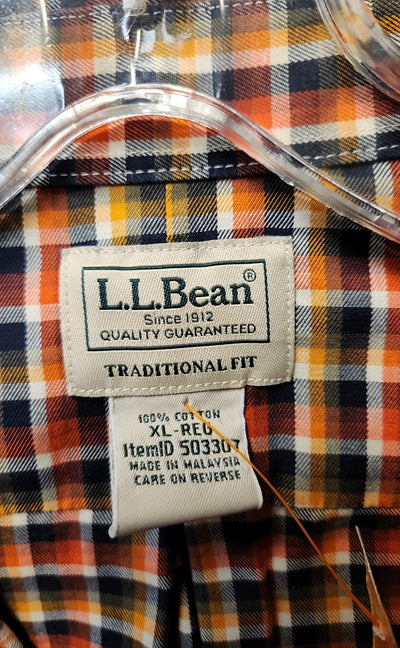 L.L.Bean®
Since 1912
QUALITY GUARANTEED
TRADITIONAL FIT
100% COTTON
XL-REG
ItemID 503307
MADE IN MALAYSIA
CARE ON REVERSE